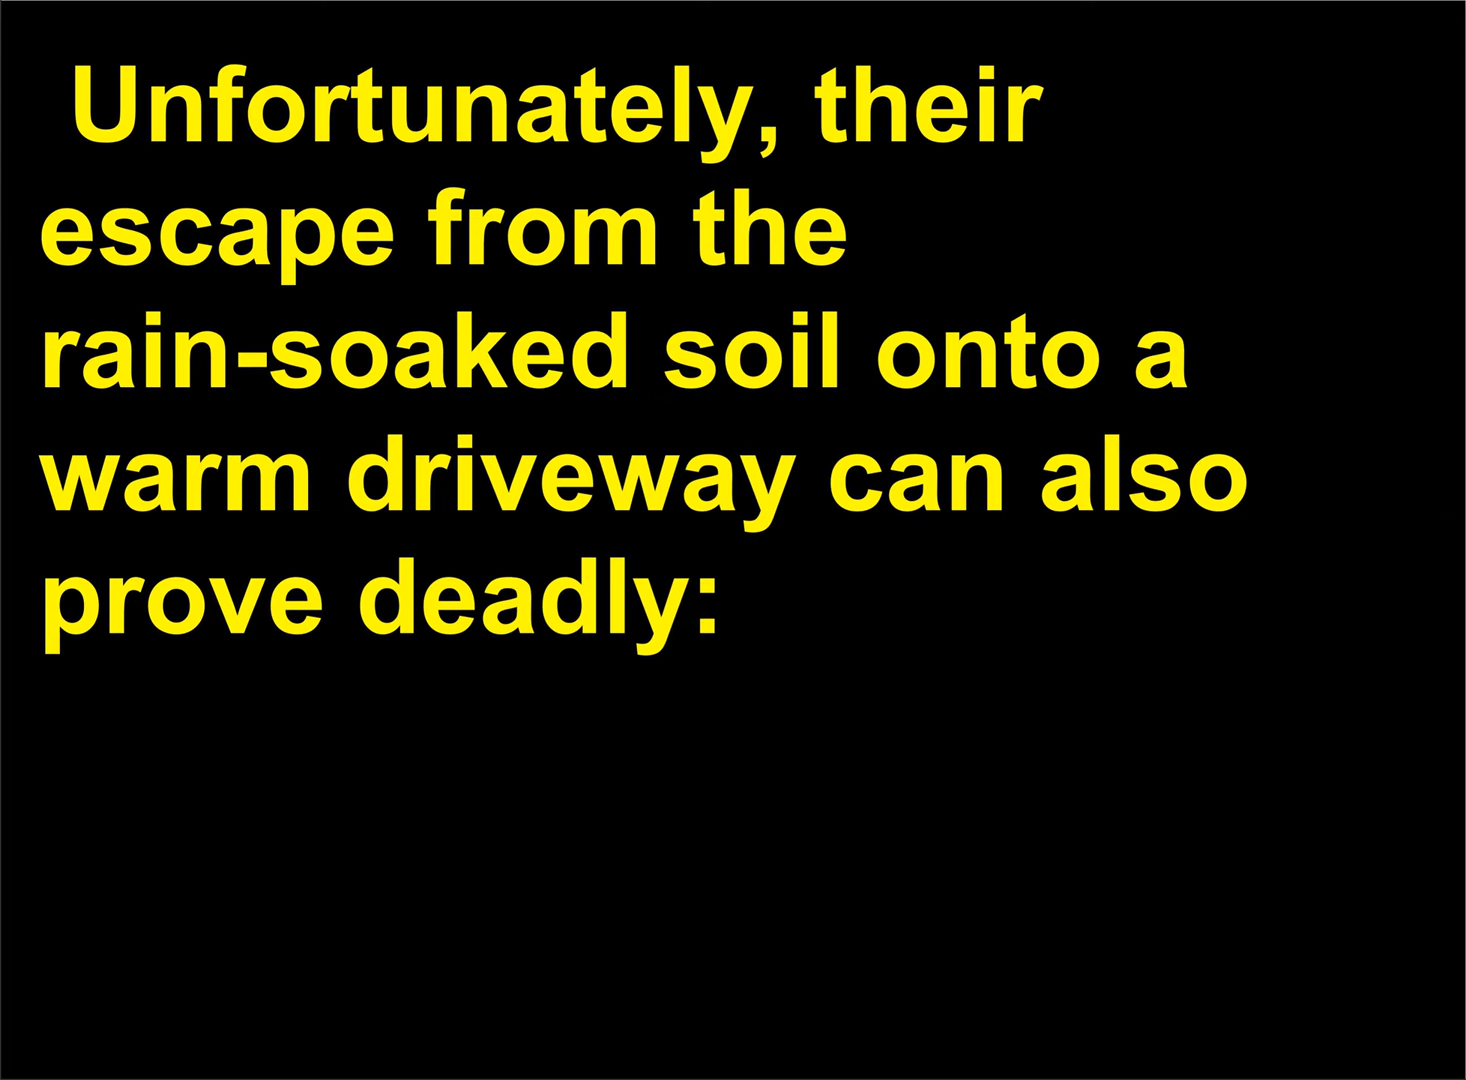 Unfortunately, their
escape from the
rain-soaked soil onto a
warm driveway can also
prove deadly: